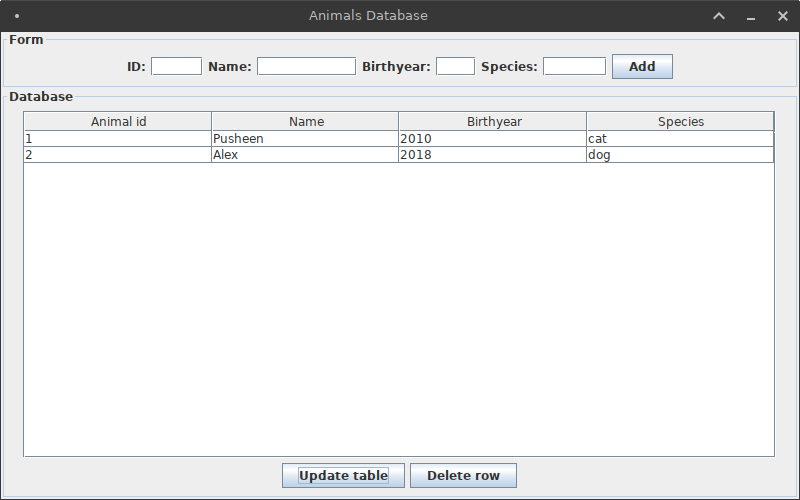 Animals Database
Form
ID: Name: Birthyear: Species: Add
Database
Animal id Name Birthyear Species
1 Pusheen 2010 cat
2 Alex 2018 dog
Update table Delete row